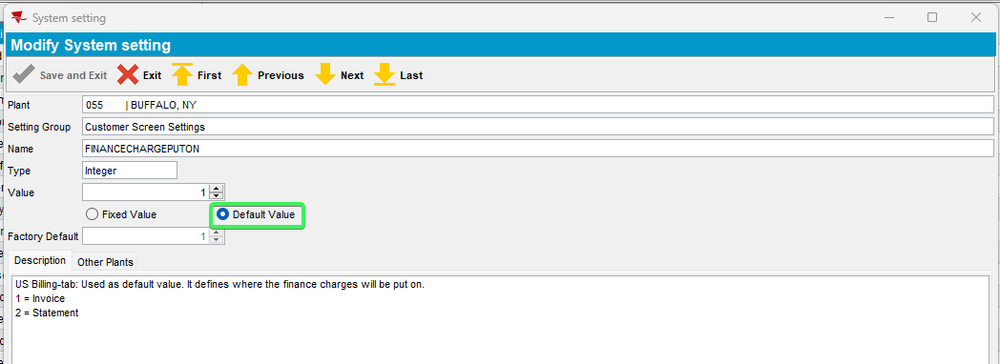 System setting
Modify System setting
Save and Exit Exit First Previous Next Last
Plant 055 | BUFFALO, NY
Setting Group Customer Screen Settings
Name FINANCECHARGEPUTON
Type Integer
Value 1
Fixed Value Default Value
Factory Default 1
Description Other Plants
US Billing-tab: Used as default value. It defines where the finance charges will be put on.
1 = Invoice
2 = Statement